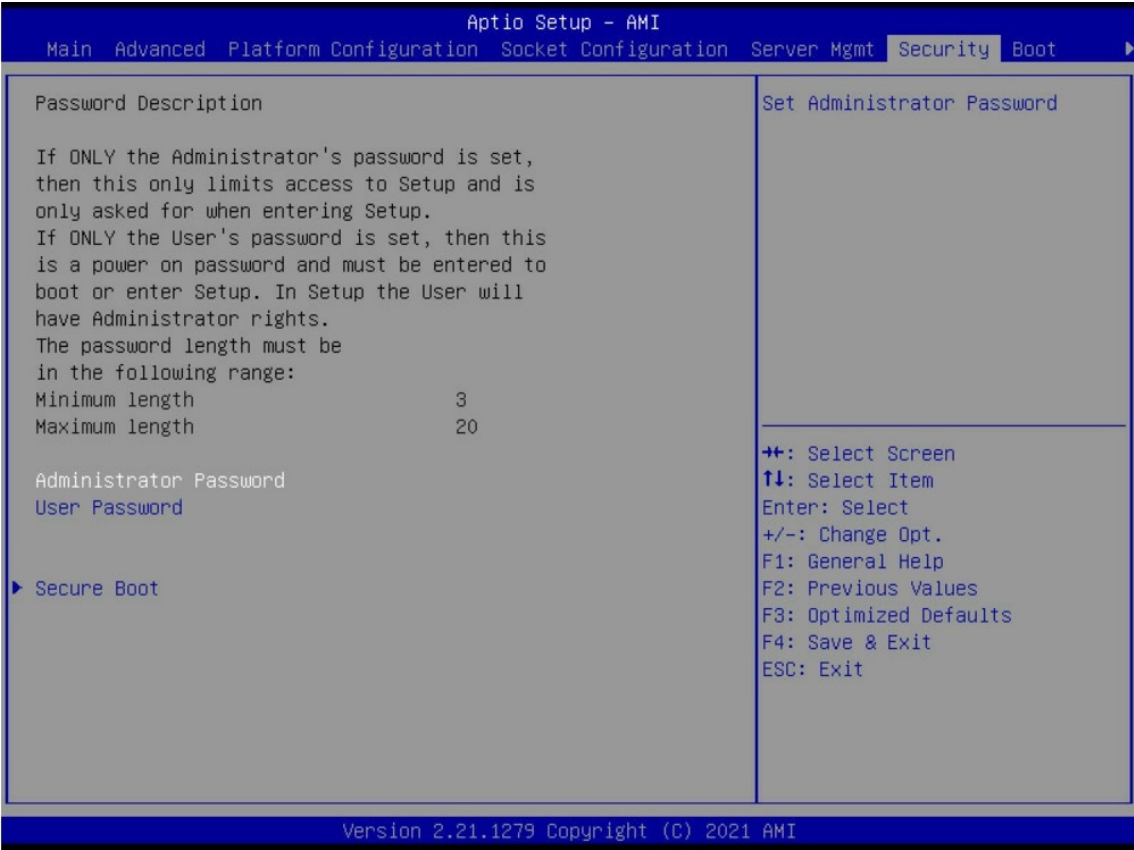 Aptio Setup – AMI
Main Advanced Platform Configuration Socket Configuration Server Mgmt Security Boot
Password Description
If ONLY the Administrator's password is set,
then this only limits access to Setup and is
only asked for when entering Setup.
If ONLY the User's password is set, then this
is a power on password and must be entered to
boot or enter Setup. In Setup the User will
have Administrator rights.
The password length must be
in the following range:
Minimum length 3
Maximum length 20
Administrator Password
User Password
Secure Boot
Set Administrator Password
→←: Select Screen
↑↓: Select Item
Enter: Select
+/-: Change Opt.
F1: General Help
F2: Previous Values
F3: Optimized Defaults
F4: Save & Exit
ESC: Exit
Version 2.21.1279 Copyright (C) 2021 AMI